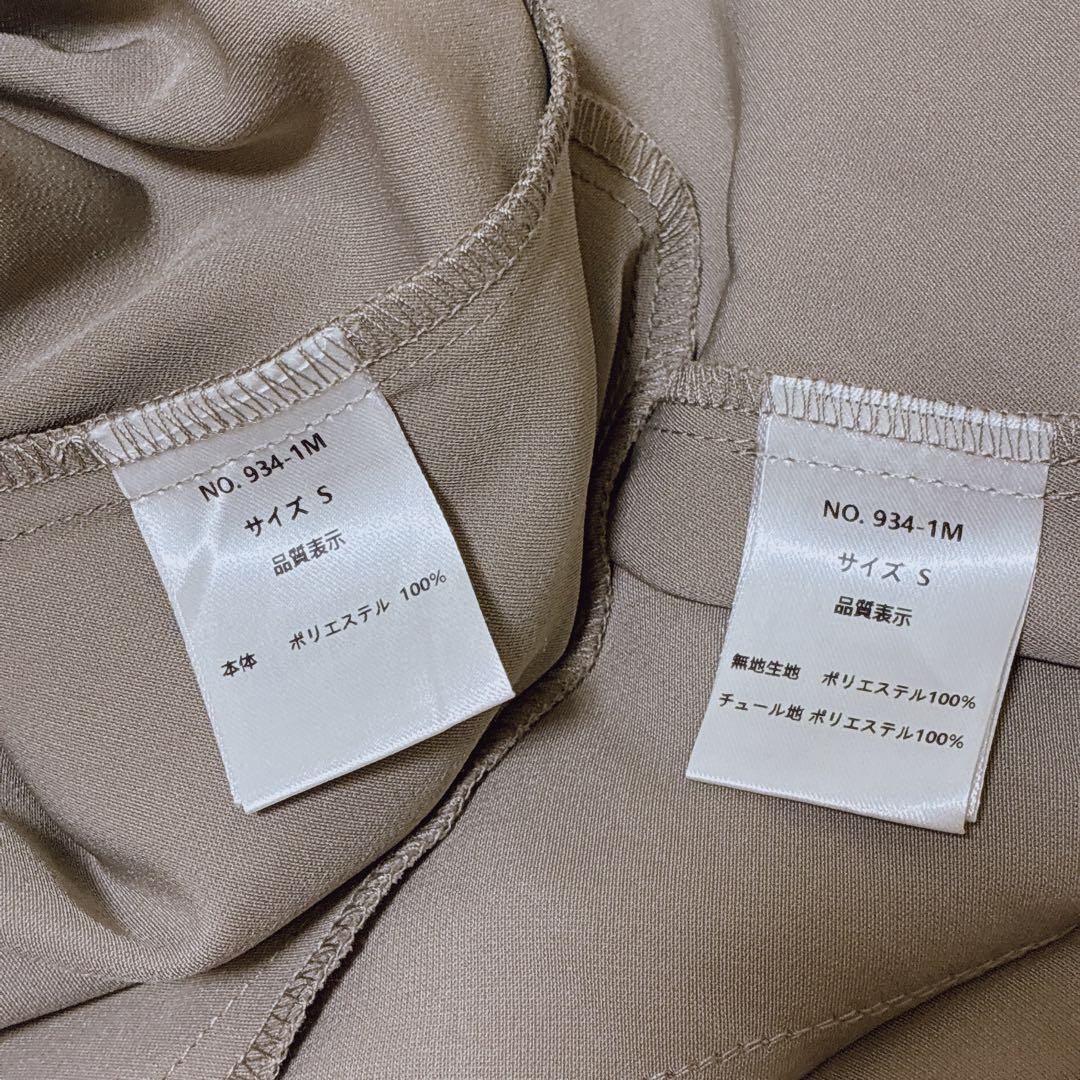 NO. 934-1M
サイズ S
品質表示
本体 ポリエステル 100%
NO. 934-1M
サイズ S
品質表示
無地生地 ポリエステル100%
チュール地 ポリエステル100%